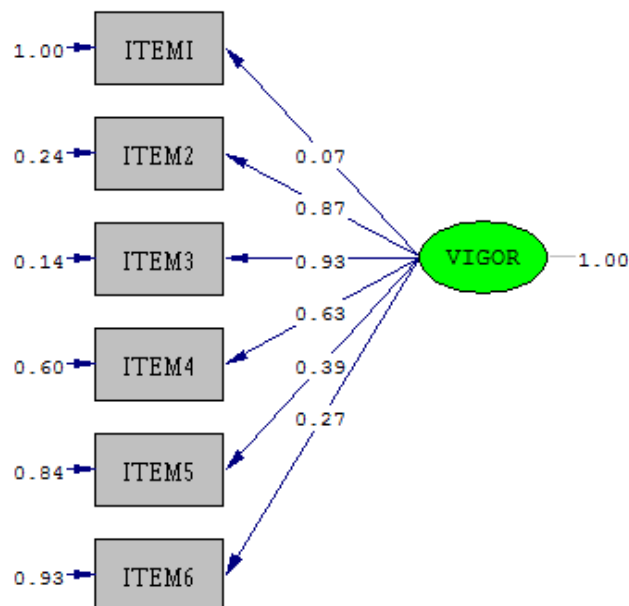 1.00 ITEM1 0.07
0.24 ITEM2 0.87
0.14 ITEM3 0.93 VIGOR 1.00
0.60 ITEM4 0.63
0.84 ITEM5 0.39
0.93 ITEM6 0.27